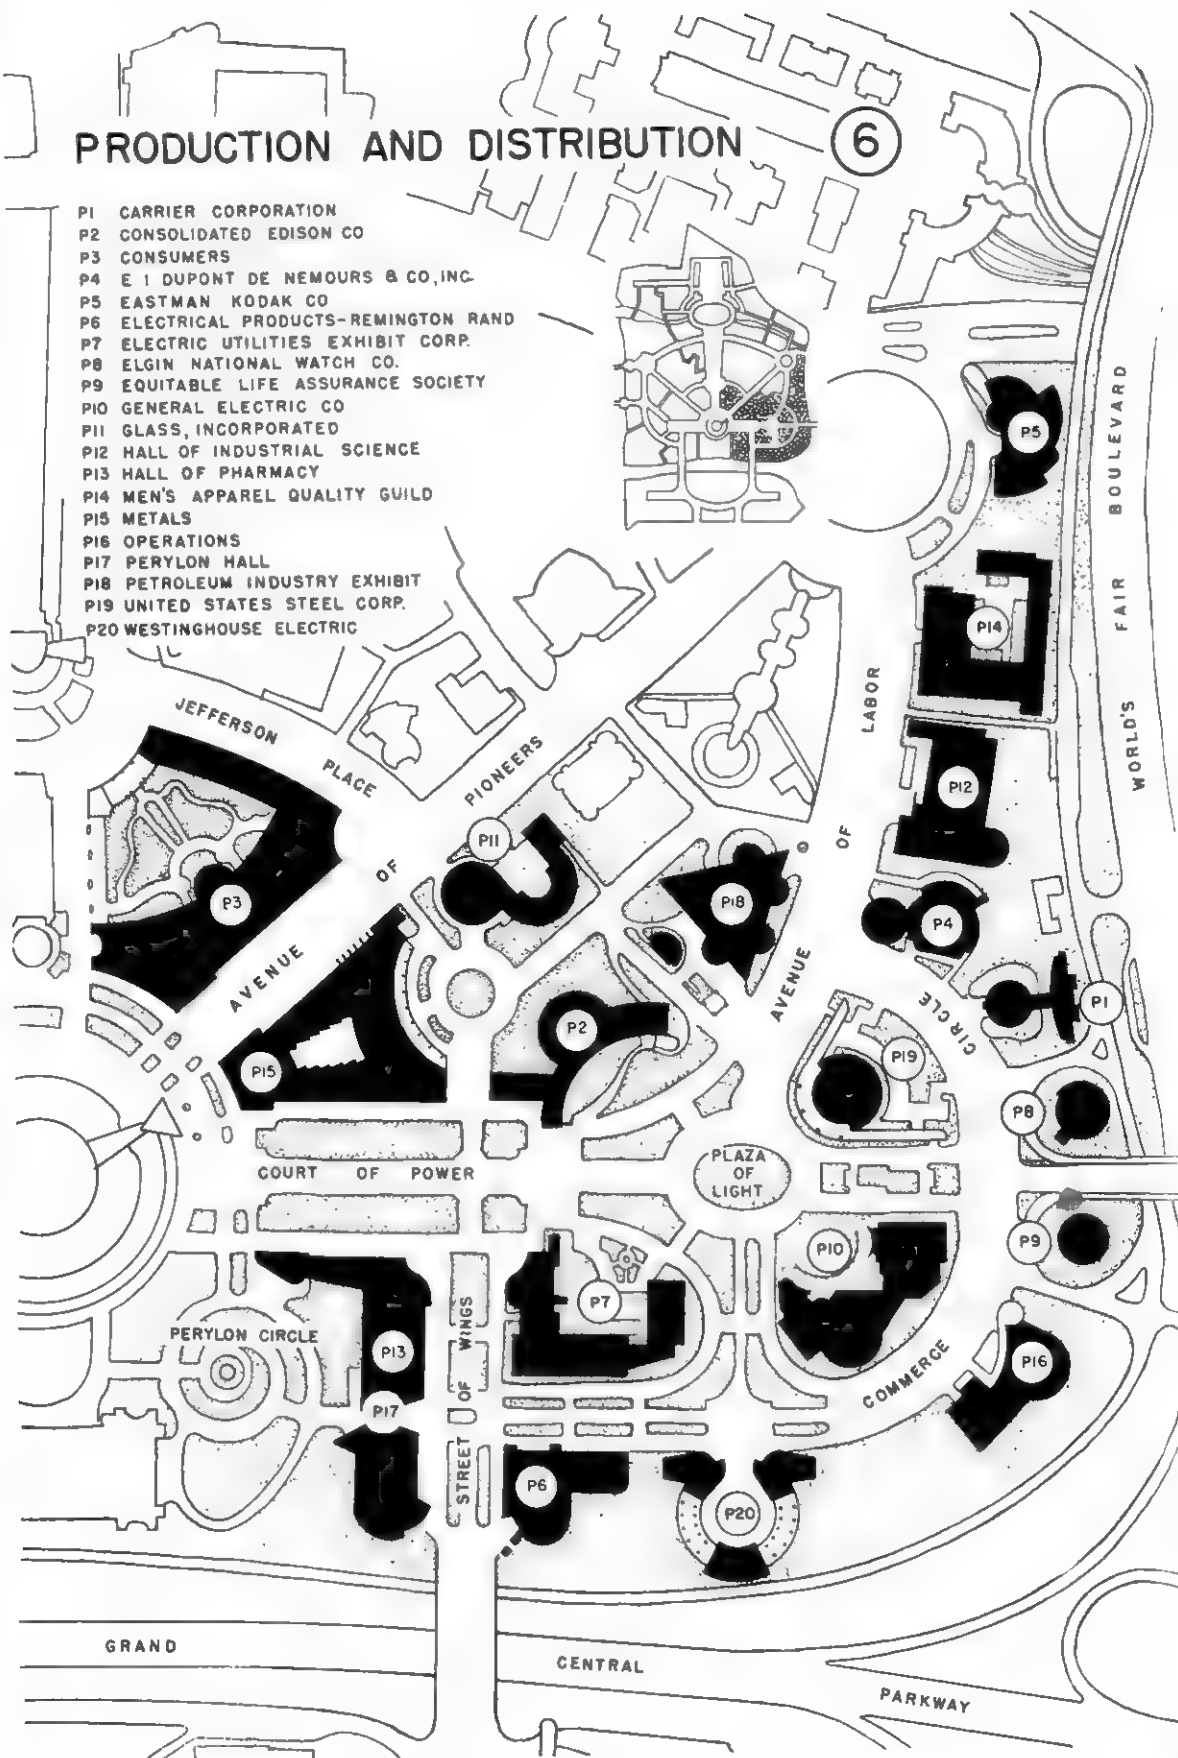 PRODUCTION AND DISTRIBUTION 6
P1 CARRIER CORPORATION
P2 CONSOLIDATED EDISON CO
P3 CONSUMERS
P4 E I DUPONT DE NEMOURS & CO, INC.
P5 EASTMAN KODAK CO
P6 ELECTRICAL PRODUCTS-REMINGTON RAND
P7 ELECTRIC UTILITIES EXHIBIT CORP.
P8 ELGIN NATIONAL WATCH CO.
P9 EQUITABLE LIFE ASSURANCE SOCIETY
P10 GENERAL ELECTRIC CO
P11 GLASS, INCORPORATED
P12 HALL OF INDUSTRIAL SCIENCE
P13 HALL OF PHARMACY
P14 MEN'S APPAREL QUALITY GUILD
P15 METALS
P16 OPERATIONS
P17 PERYLON HALL
P18 PETROLEUM INDUSTRY EXHIBIT
P19 UNITED STATES STEEL CORP.
P20 WESTINGHOUSE ELECTRIC
P5
WORLD'S FAIR BOULEVARD
P14
JEFFERSON PLACE
AVENUE OF PIONEERS
AVENUE OF LABOR
P12
P11
P3
P18
P4
P1
CIRCLE
P2
P19
P15
P8
COURT OF POWER
PLAZA
OF
LIGHT
P10
P9
P7
PERYLON CIRCLE
P13
STREET OF WINGS
COMMERCE
P16
P17
P6
P20
GRAND CENTRAL PARKWAY